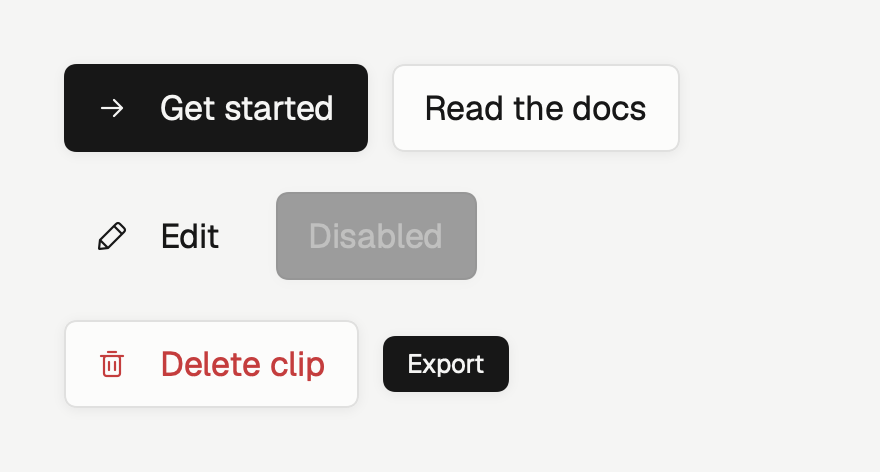 Get started
Read the docs
Edit
Disabled
Delete clip
Export